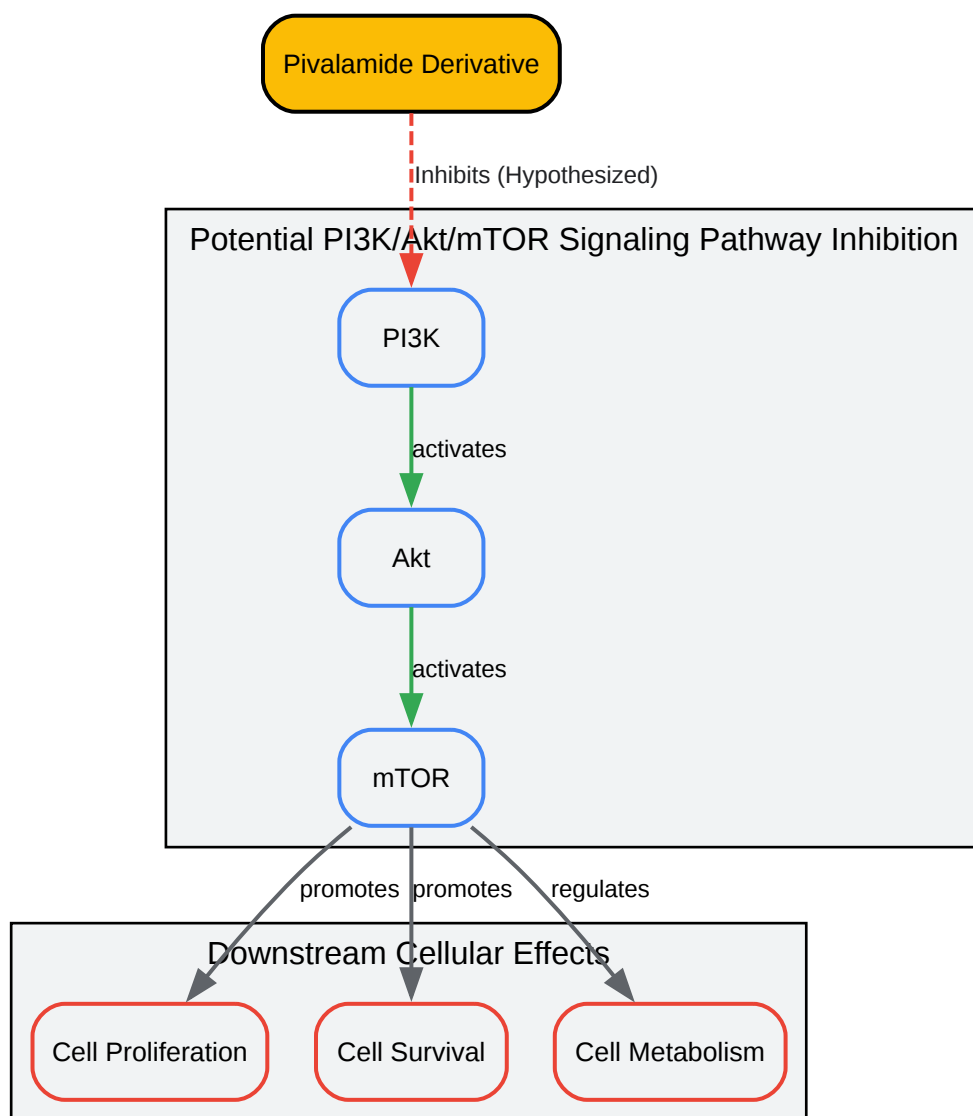 Pivalamide Derivative
Inhibits (Hypothesized)
Potential PI3K/Akt/mTOR Signaling Pathway Inhibition
PI3K
activates
Akt
activates
mTOR
promotes
promotes
regulates
Downstream Cellular Effects
Cell Proliferation
Cell Survival
Cell Metabolism